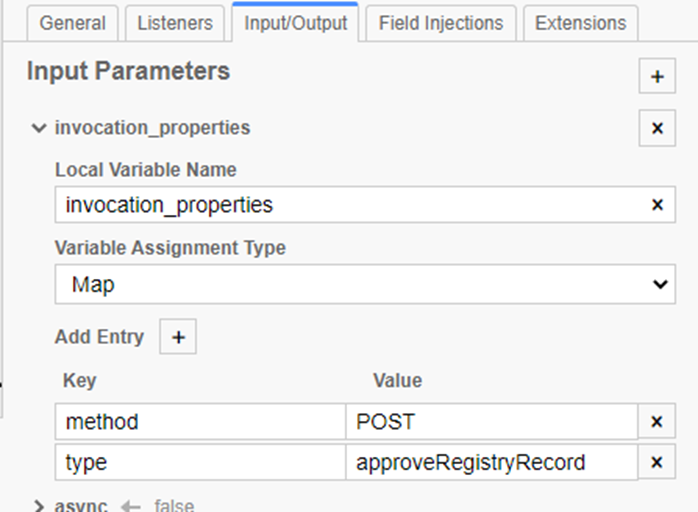 General Listeners Input/Output Field Injections Extensions
Input Parameters +
invocation_properties ×
Local Variable Name
invocation_properties ×
Variable Assignment Type
Map
Add Entry +
Key Value
method POST ×
type approveRegistryRecord ×
async ← false